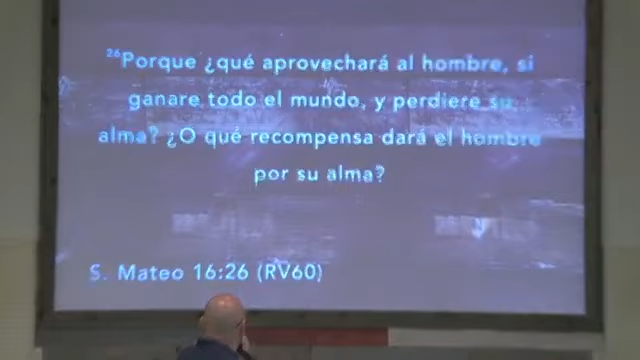 ²⁶Porque ¿qué aprovechará al hombre, si
ganare todo el mundo, y perdiere su
alma? ¿O qué recompensa dará el hombre
por su alma?
S. Mateo 16:26 (RV60)